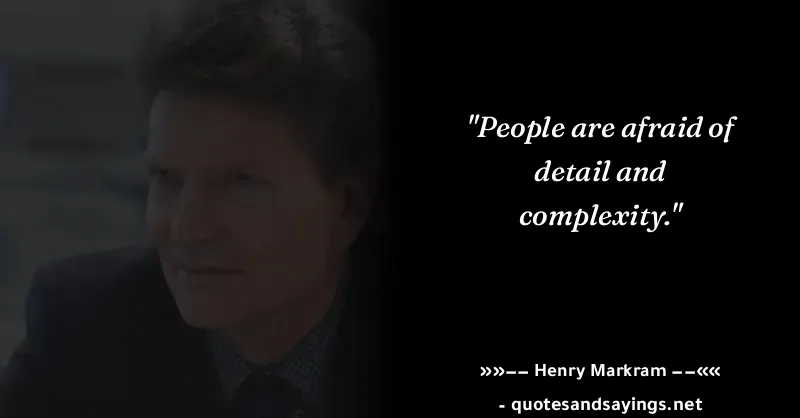 "People are afraid of
detail and
complexity."
»»–– Henry Markram ––««
- quotesandsayings.net